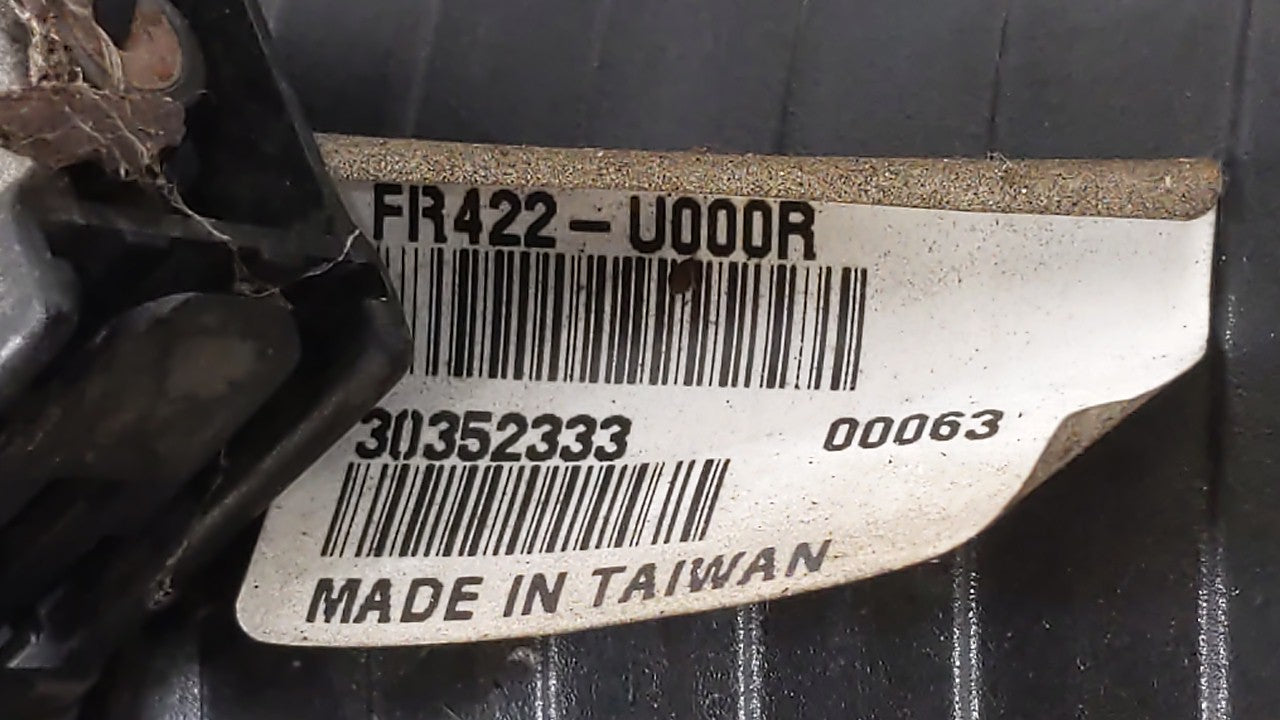 FR422-U000R
30352333 00063
MADE IN TAIWAN